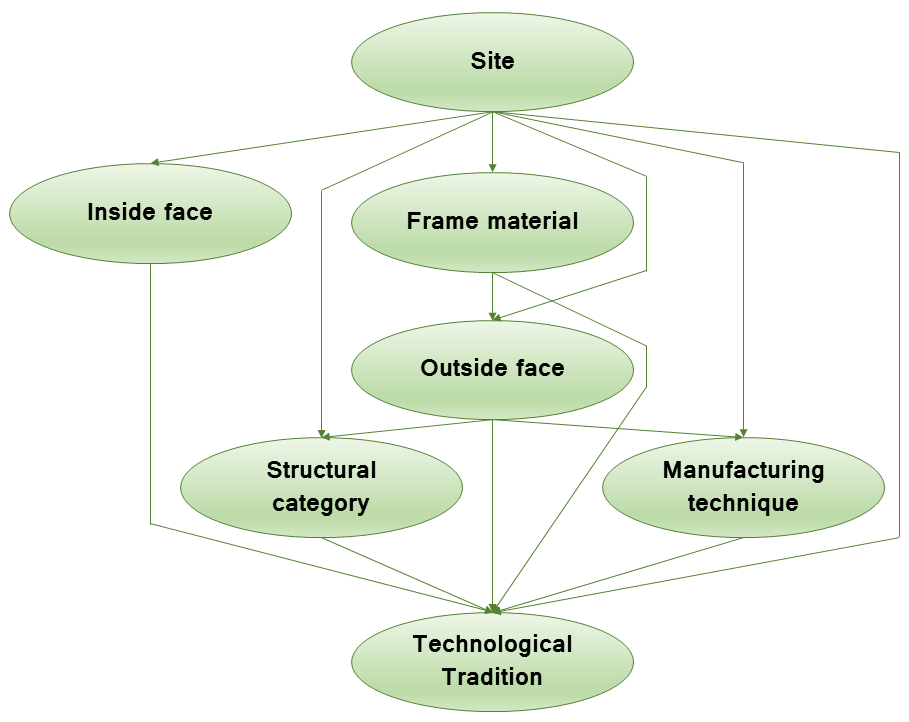 Site
Inside face
Frame material
Outside face
Structural
category
Manufacturing
technique
Technological
Tradition